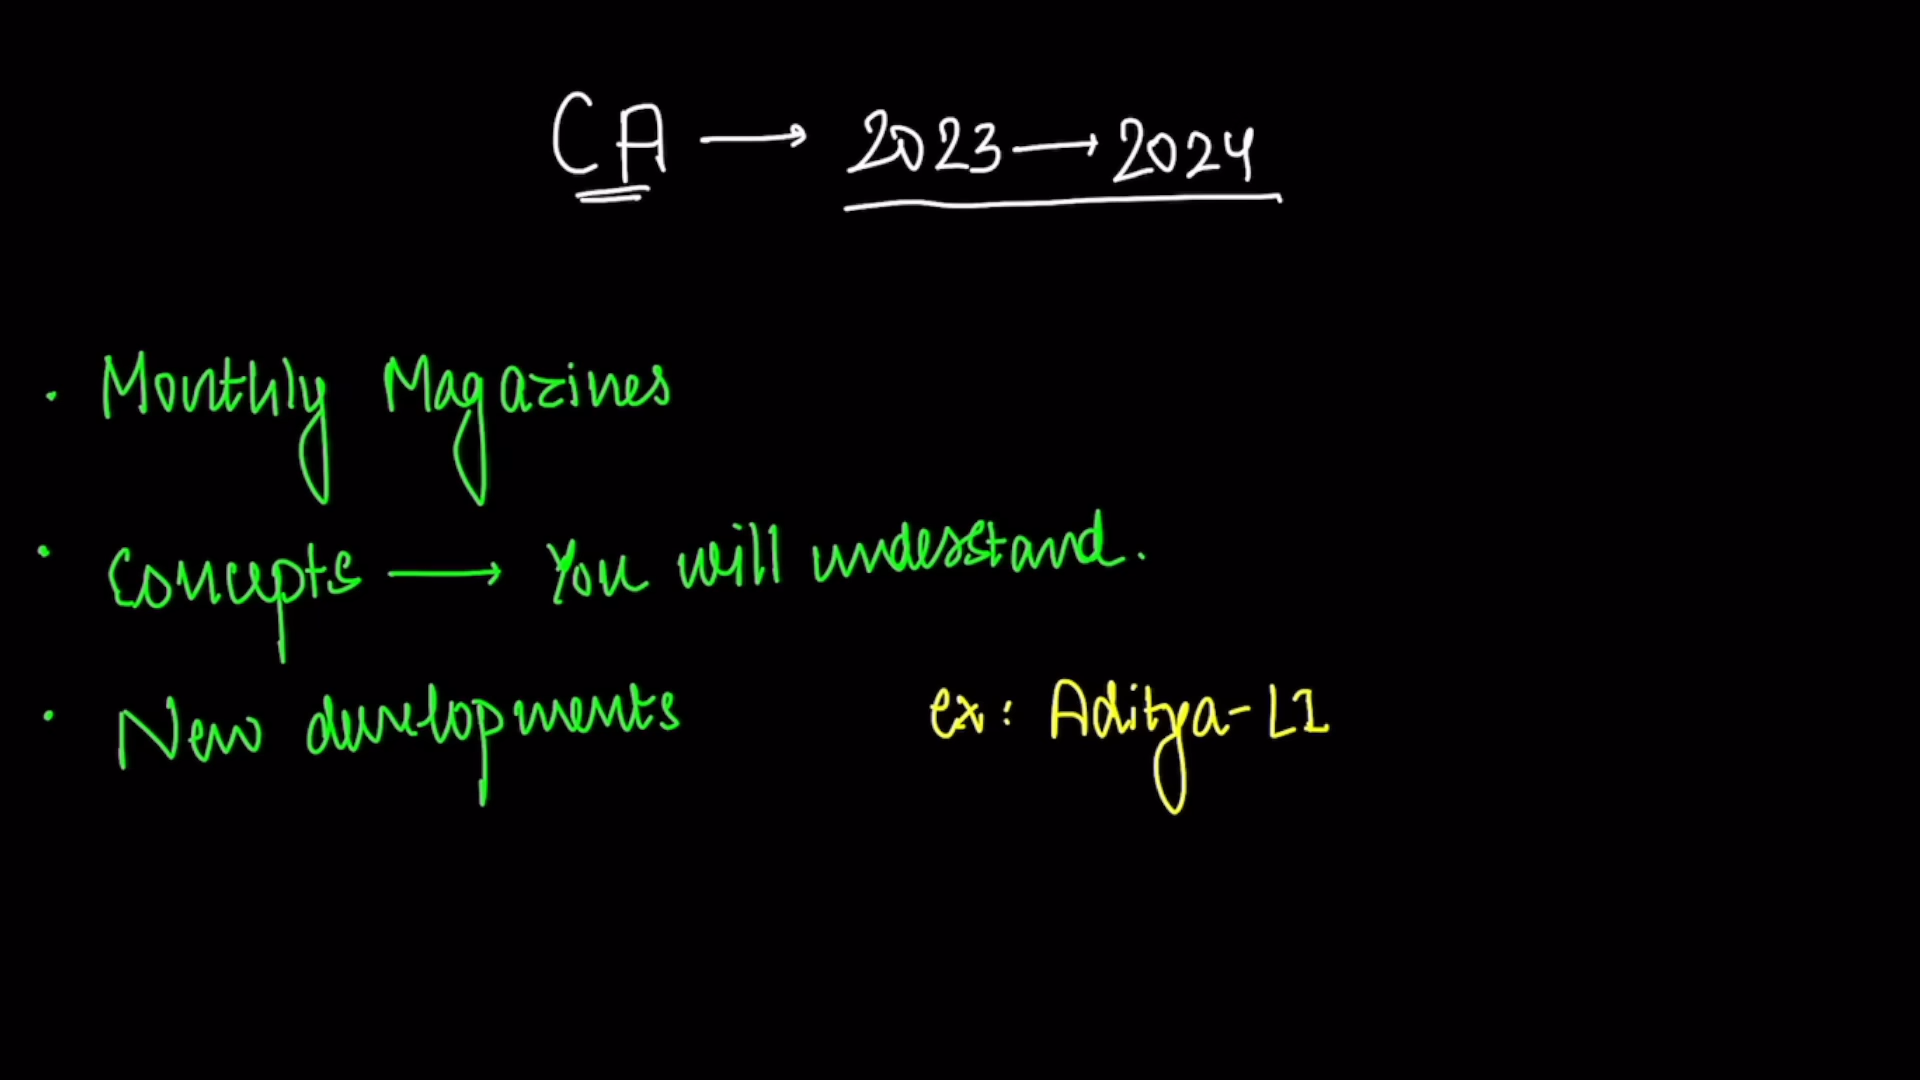 CA → 2023 → 2024
· Monthly Magazines
· Concepts → You will understand.
· New developments ex: Aditya-L1